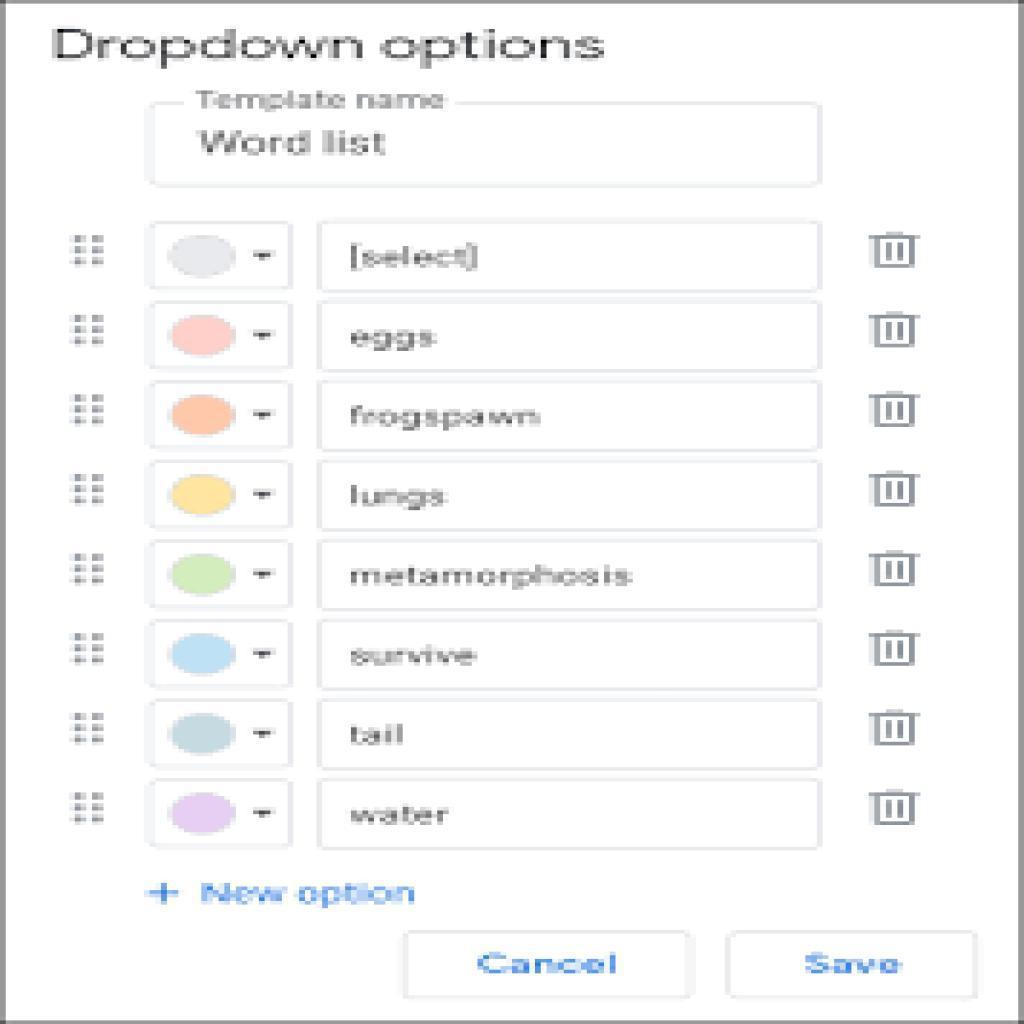 Dropdown options
Template name
Word list
[select]
eggs
frogspawn
lungs
metamorphosis
survive
tail
water
+ New option
Cancel Save